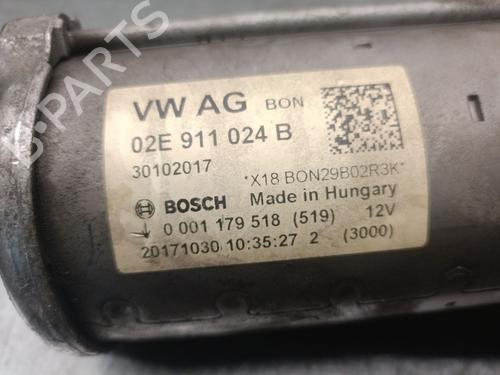 B-PARTS
VW AG BON
02E 911 024 B
30102017
*X18 BON29B02R3K*
BOSCH Made in Hungary
0 001 179 518 (519) 12V
20171030 10:35:27 2 (3000)